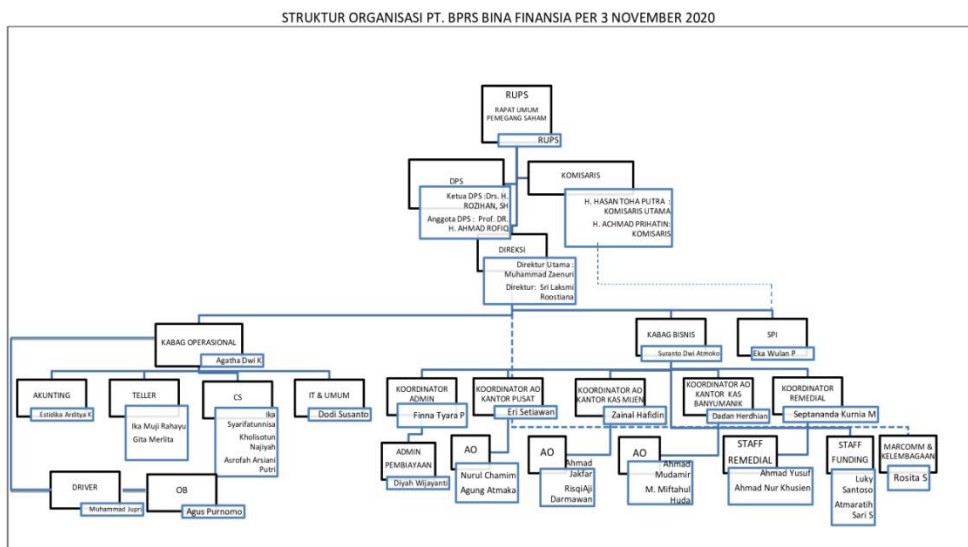 STRUKTUR ORGANISASI PT. BPRS BINA FINANSIA PER 3 NOVEMBER 2020
RUPS
RAPAT UMUM
PEMEGANG SAHAM
RUPS
DPS
Ketua DPS :Drs. H.
ROZIHAN, SH
Anggota DPS : Prof. DR.
H. AHMAD ROFIQ
KOMISARIS
H. HASAN TOHA PUTRA :
KOMISARIS UTAMA
H. ACHMAD PRIHATIN:
KOMISARIS
DIREKSI
Direktur Utama :
Muhammad Zaenuri
Direktur: Sri Laksmi
Roostiana
KABAG OPERASIONAL
Agatha Dwi K
KABAG BISNIS
Suranto Dwi Atmoko
SPI
Eka Wulan P
AKUNTING
Estidika Arditya K
TELLER
Ika Muji Rahayu
Gita Merlita
CS
Ika
Syarifatunnisa
Kholisotun
Najiyah
Asrofah Arsiani
Putri
IT & UMUM
Dodi Susanto
KOORDINATOR
ADMIN
Finna Tyara P
KOORDINATOR AO
KANTOR PUSAT
Eri Setiawan
KOORDINATOR AO
KANTOR KAS MIJEN
Zainal Hafidin
KOORDINATOR AO
KANTOR KAS
BANYUMANIK
Dadan Herdhian
KOORDINATOR
REMEDIAL
Septananda Kurnia M
ADMIN
PEMBIAYAAN
Diyah Wijayanti
AO
Nurul Chamim
Agung Atmaka
AO
Ahmad
Jakfar
RisqiAji
Darmawan
AO
Ahmad
Mudamir
M. Miftahul
Huda
STAFF
REMEDIAL
Ahmad Yusuf
Ahmad Nur Khusien
STAFF
FUNDING
Luky
Santoso
Atmaratih
Sari S
MARCOMM &
KELEMBAGAAN
Rosita S
DRIVER
Muhammad Jupri
OB
Agus Purnomo